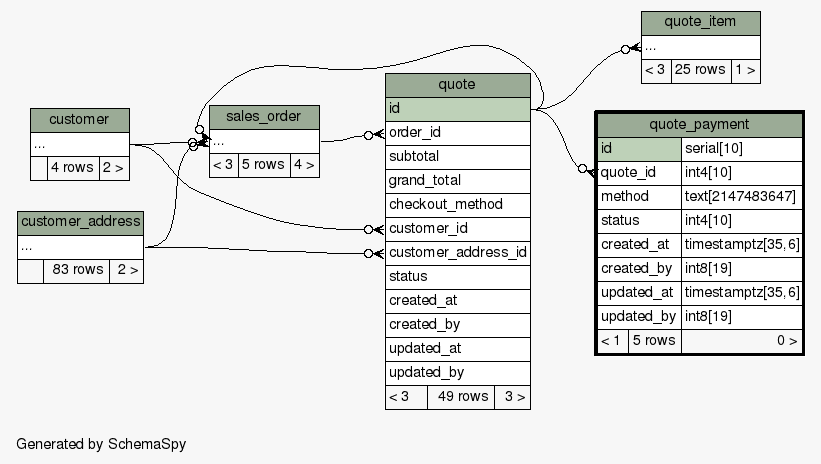 quote_item
...
< 3 25 rows 1 >
quote
id
order_id
subtotal
grand_total
checkout_method
customer_id
customer_address_id
status
created_at
created_by
updated_at
updated_by
< 3 49 rows 3 >
customer
...
4 rows 2 >
sales_order
...
< 3 5 rows 4 >
customer_address
...
83 rows 2 >
quote_payment
id serial[10]
quote_id int4[10]
method text[2147483647]
status int4[10]
created_at timestamptz[35,6]
created_by int8[19]
updated_at timestamptz[35,6]
updated_by int8[19]
< 1 5 rows 0 >
Generated by SchemaSpy